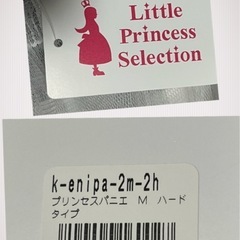 Little
Princess
Selection
k-enipa-2m-2h
プリンセスパニエ M ハード
タイプ